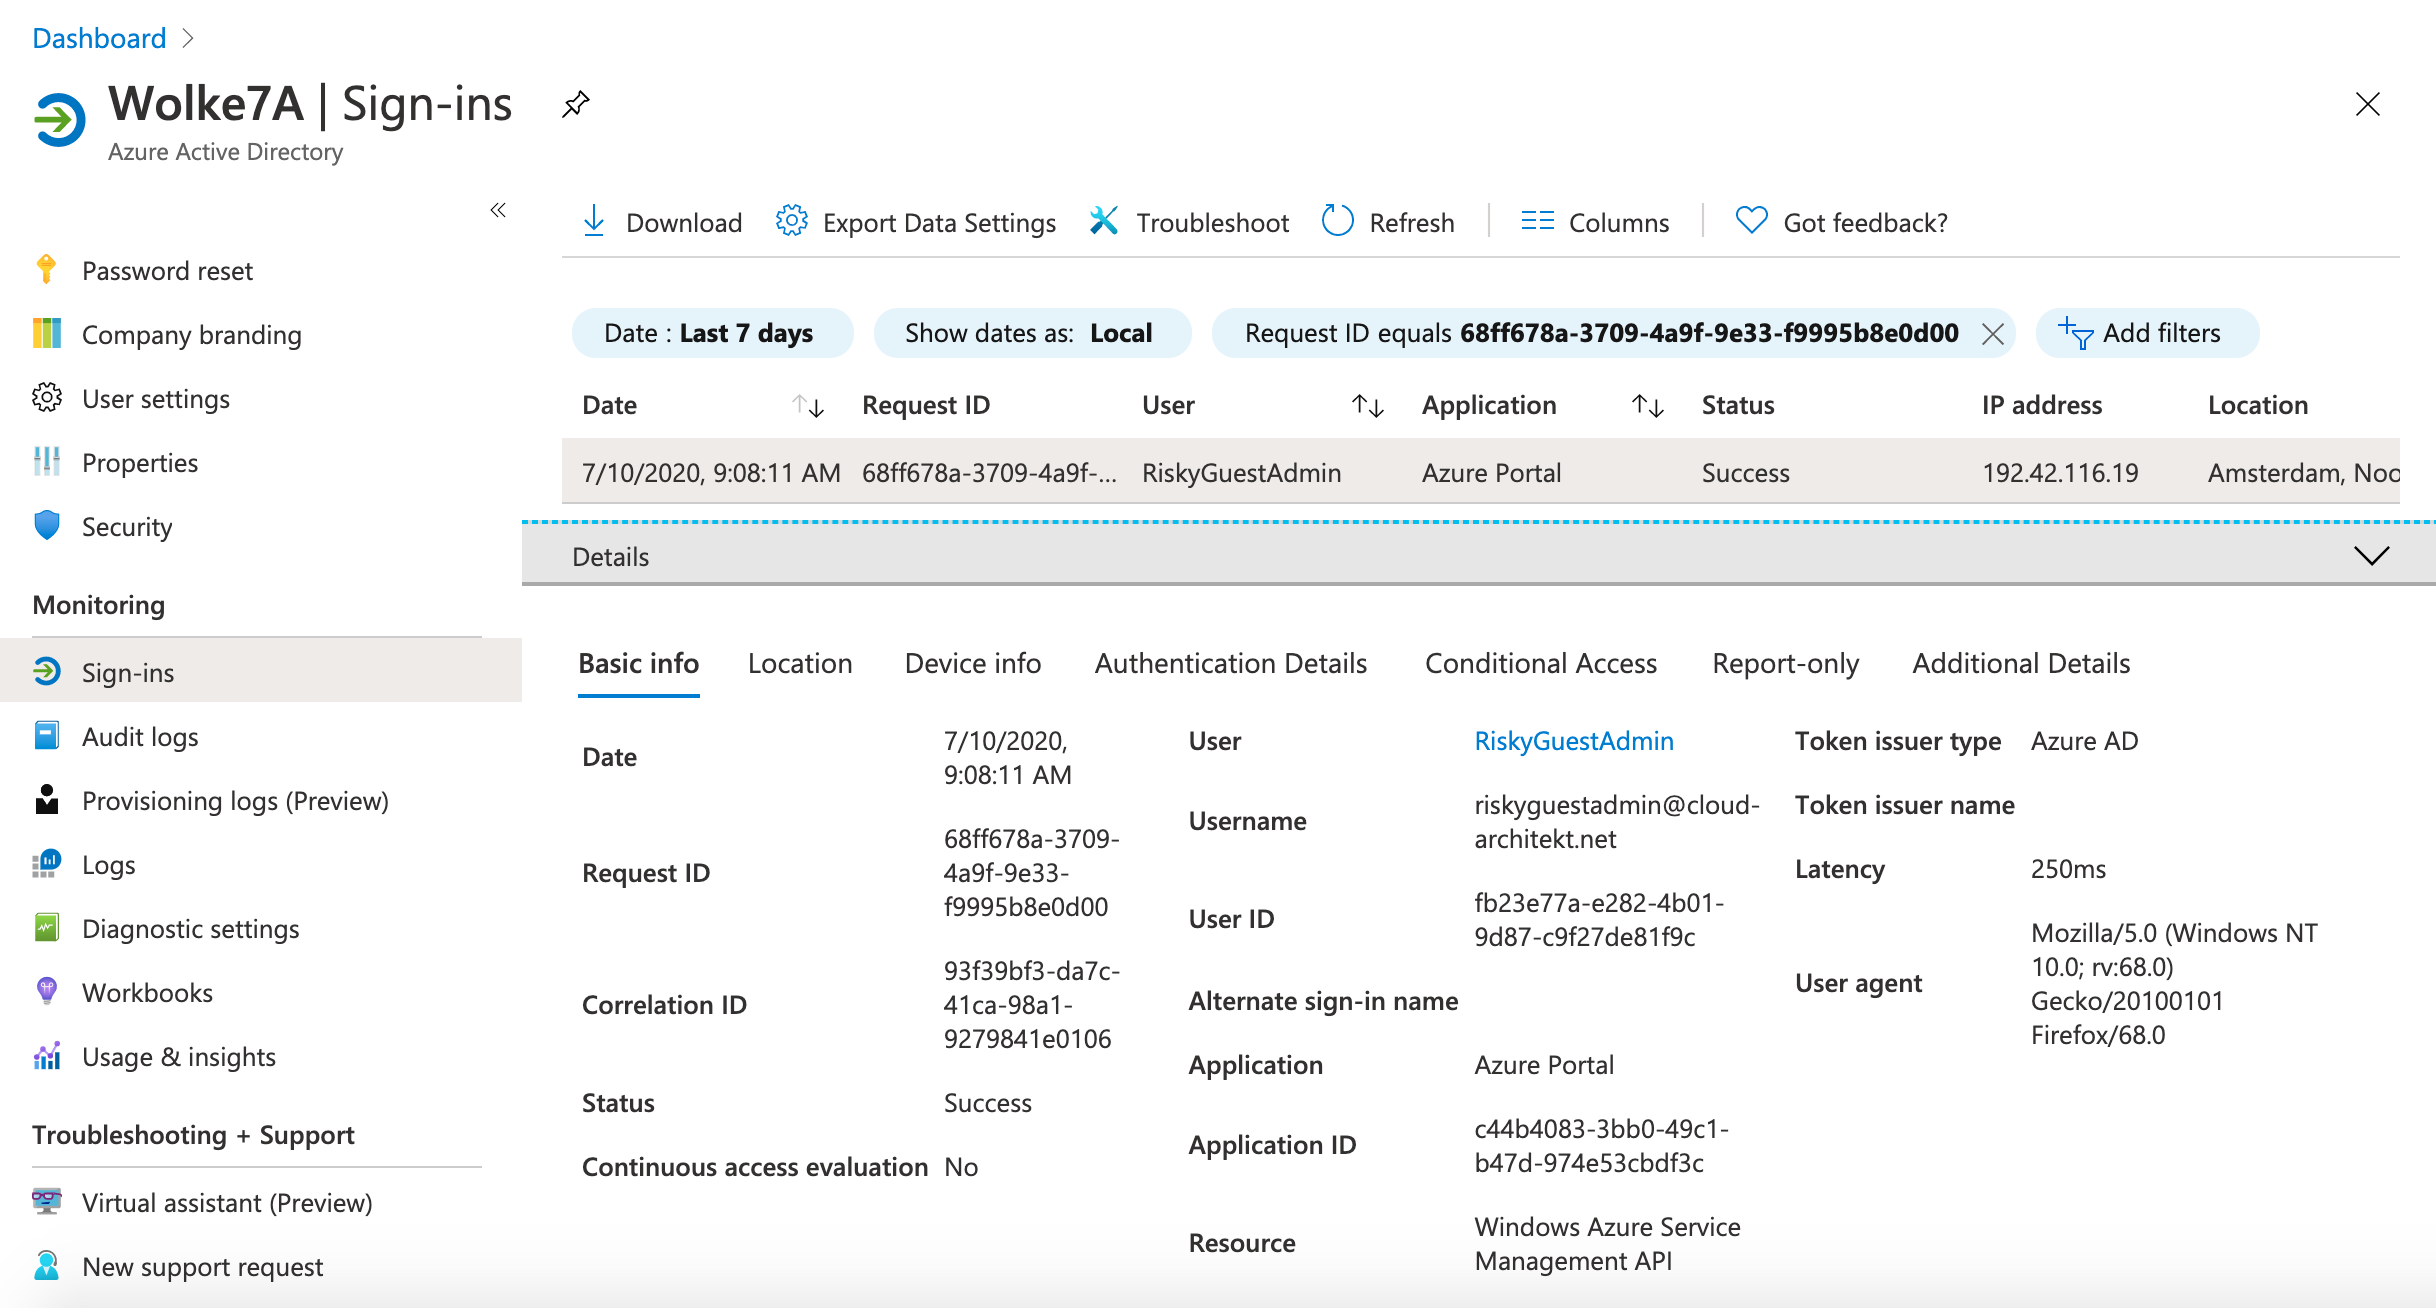 Dashboard
Wolke7A | Sign-ins
Azure Active Directory
Password reset
Company branding
User settings
Properties
Security
Monitoring
Sign-ins
Audit logs
Provisioning logs (Preview)
Logs
Diagnostic settings
Workbooks
Usage & insights
Troubleshooting + Support
Virtual assistant (Preview)
New support request
Download Export Data Settings Troubleshoot Refresh Columns Got feedback?
Date : Last 7 days Show dates as: Local Request ID equals 68ff678a-3709-4a9f-9e33-f9995b8e0d00 Add filters
Date Request ID User Application Status IP address Location
7/10/2020, 9:08:11 AM 68ff678a-3709-4a9f-... RiskyGuestAdmin Azure Portal Success 192.42.116.19 Amsterdam, Noo
Details
Basic info Location Device info Authentication Details Conditional Access Report-only Additional Details
Date
7/10/2020,
9:08:11 AM
Request ID
68ff678a-3709-
4a9f-9e33-
f9995b8e0d00
Correlation ID
93f39bf3-da7c-
41ca-98a1-
9279841e0106
Status Success
Continuous access evaluation No
User RiskyGuestAdmin
Username
riskyguestadmin@cloud-
architekt.net
User ID
fb23e77a-e282-4b01-
9d87-c9f27de81f9c
Alternate sign-in name
Application Azure Portal
Application ID
c44b4083-3bb0-49c1-
b47d-974e53cbdf3c
Resource
Windows Azure Service
Management API
Token issuer type Azure AD
Token issuer name
Latency 250ms
User agent
Mozilla/5.0 (Windows NT
10.0; rv:68.0)
Gecko/20100101
Firefox/68.0